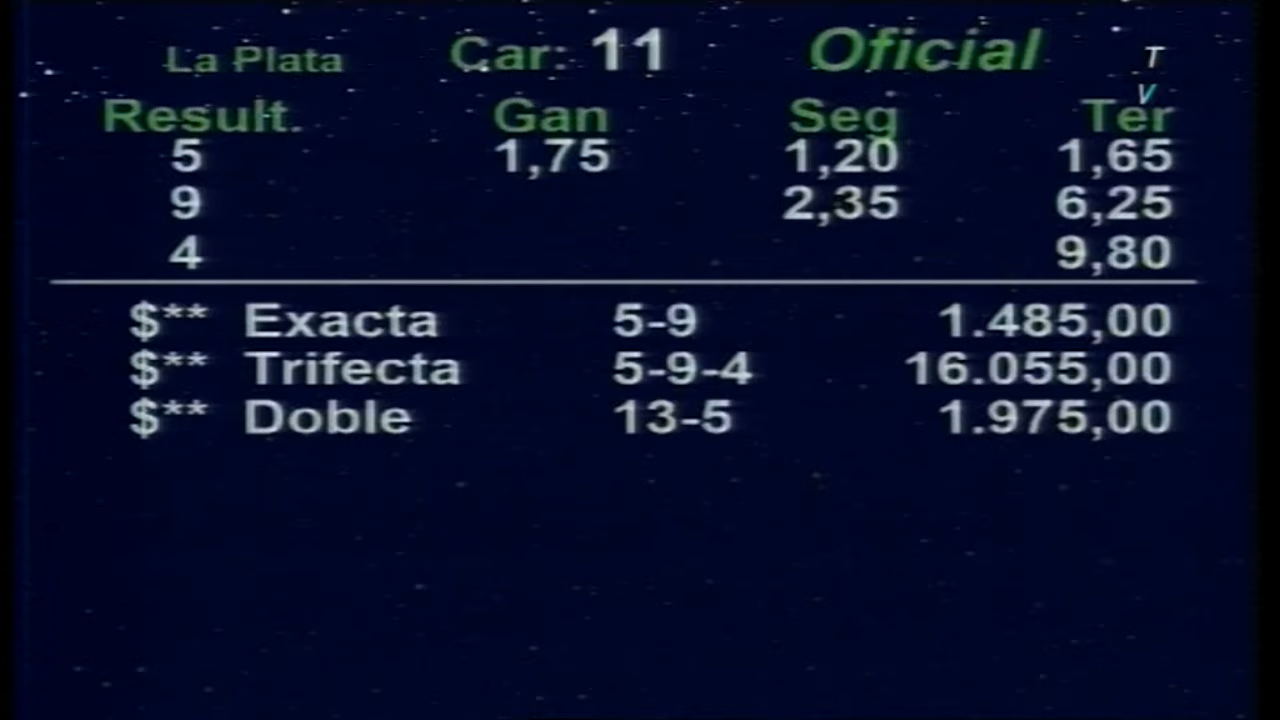 La Plata Car: 11 Oficial T
V
Result. Gan Seg Ter
5 1,75 1,20 1,65
9 2,35 6,25
4 9,80
$** Exacta 5-9 1.485,00
$** Trifecta 5-9-4 16.055,00
$** Doble 13-5 1.975,00